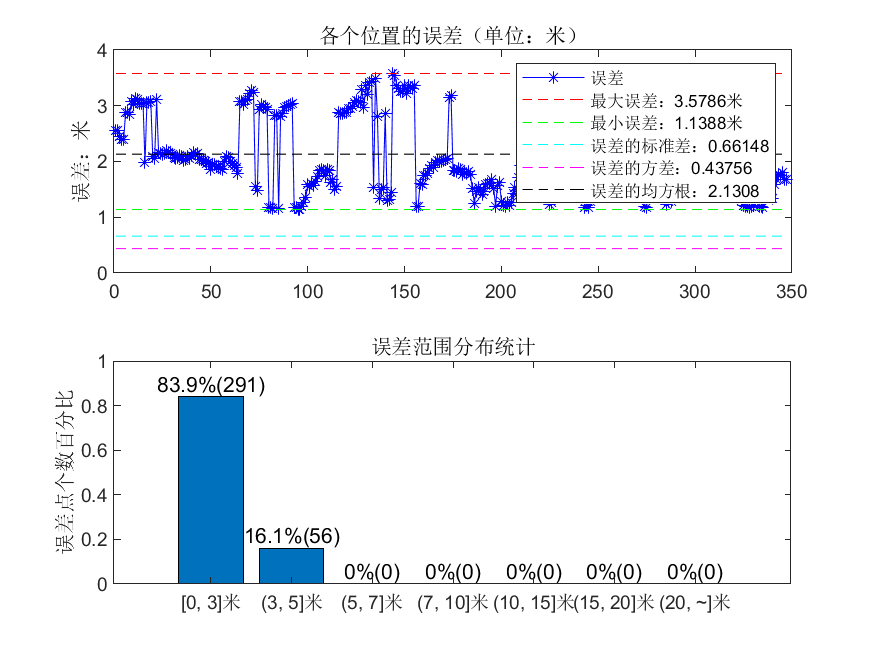 各个位置的误差（单位：米）
误差：米
4
3
2
1
0
0 50 100 150 200 250 300 350
误差
最大误差：3.5786米
最小误差：1.1388米
误差的标准差：0.66148
误差的方差：0.43756
误差的均方根：2.1308
误差范围分布统计
误差点个数百分比
1
0.8
0.6
0.4
0.2
0
83.9%(291)
16.1%(56)
0%(0) 0%(0) 0%(0) 0%(0) 0%(0)
[0, 3]米 (3, 5]米 (5, 7]米 (7, 10]米 (10, 15]米 (15, 20]米 (20, ~]米